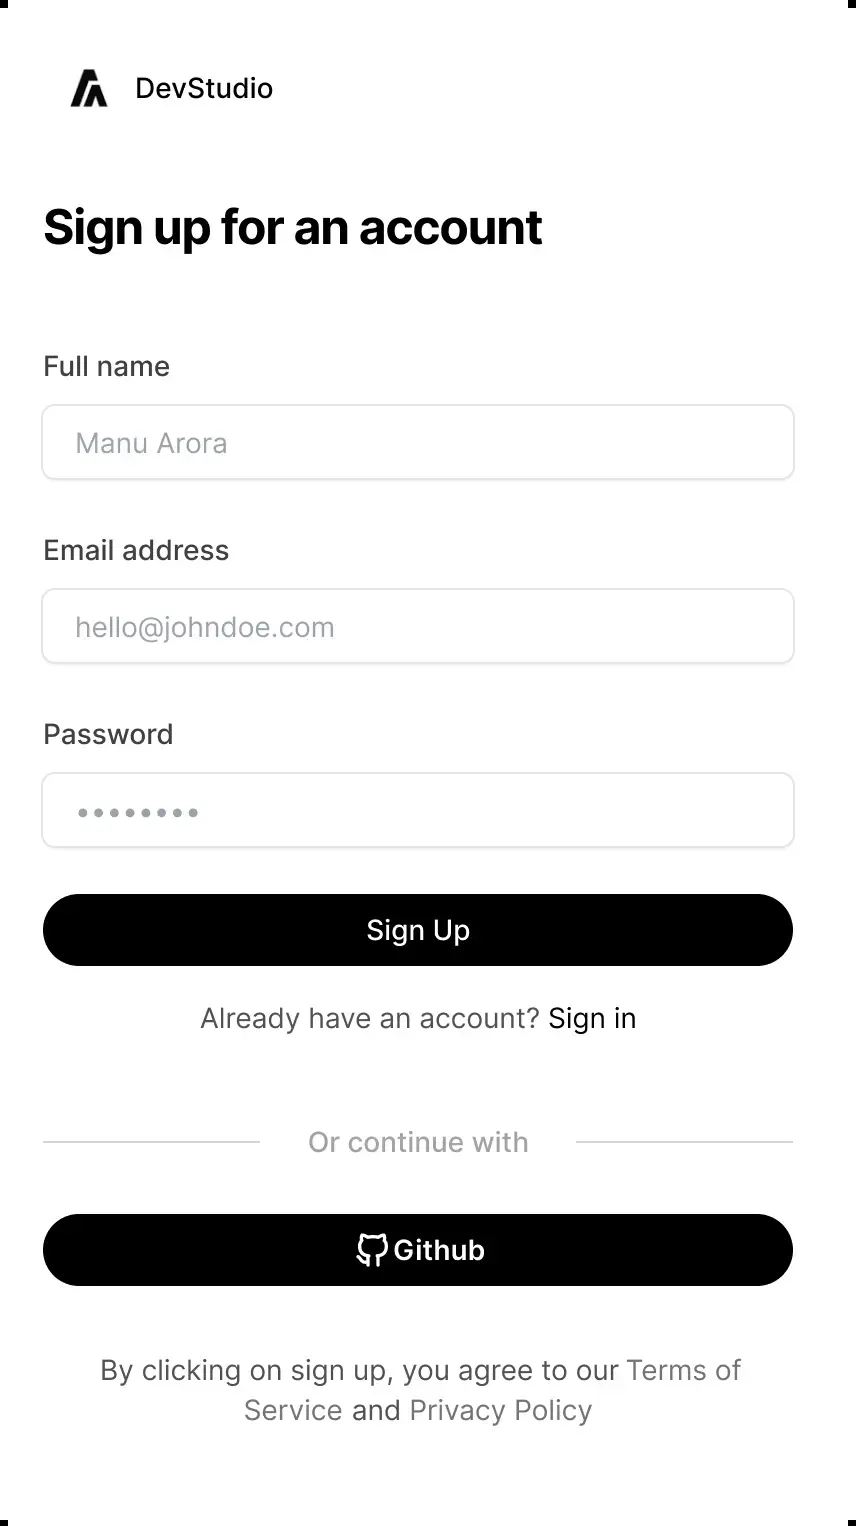 DevStudio
Sign up for an account
Full name
Manu Arora
Email address
hello@johndoe.com
Password
••••••••
Sign Up
Already have an account? Sign in
Or continue with
Github
By clicking on sign up, you agree to our Terms of
Service and Privacy Policy